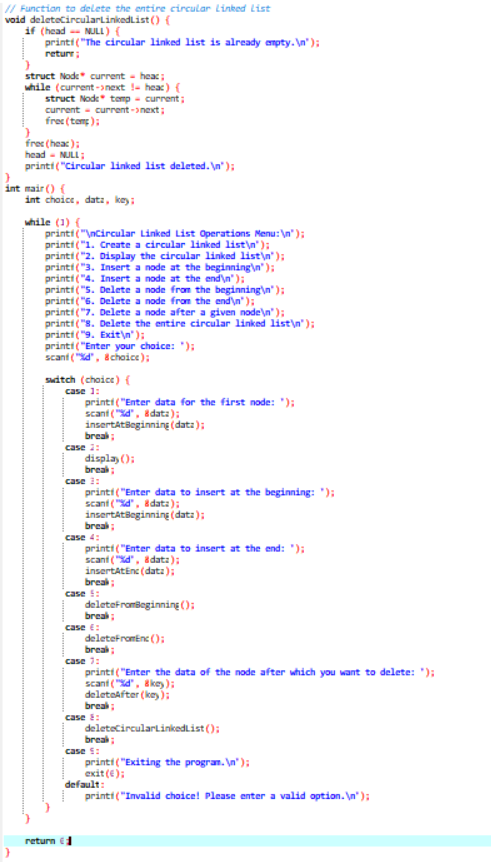 // Function to delete the entire circular linked list
void deleteCircularLinkedList() {
    if (head == NULL) {
        printf("The circular linked list is already empty.\n");
        return;
    }
    struct Node* current = head;
    while (current->next != head) {
        struct Node* temp = current;
        current = current->next;
        free(temp);
    }
    free(head);
    head = NULL;
    printf("Circular linked list deleted.\n");
}
int main() {
    int choice, data, key;

    while (1) {
        printf("\nCircular Linked List Operations Menu:\n");
        printf("1. Create a circular linked list\n");
        printf("2. Display the circular linked list\n");
        printf("3. Insert a node at the beginning\n");
        printf("4. Insert a node at the end\n");
        printf("5. Delete a node from the beginning\n");
        printf("6. Delete a node from the end\n");
        printf("7. Delete a node after a given node\n");
        printf("8. Delete the entire circular linked list\n");
        printf("9. Exit\n");
        printf("Enter your choice: ");
        scanf("%d", &choice);

        switch (choice) {
            case 1:
                printf("Enter data for the first node: ");
                scanf("%d", &data);
                insertAtBeginning(data);
                break;
            case 2:
                display();
                break;
            case 3:
                printf("Enter data to insert at the beginning: ");
                scanf("%d", &data);
                insertAtBeginning(data);
                break;
            case 4:
                printf("Enter data to insert at the end: ");
                scanf("%d", &data);
                insertAtEnd(data);
                break;
            case 5:
                deleteFromBeginning();
                break;
            case 6:
                deleteFromEnd();
                break;
            case 7:
                printf("Enter the data of the node after which you want to delete: ");
                scanf("%d", &key);
                deleteAfter(key);
                break;
            case 8:
                deleteCircularLinkedList();
                break;
            case 9:
                printf("Exiting the program.\n");
                exit(0);
            default:
                printf("Invalid choice! Please enter a valid option.\n");
        }
    }

    return 0;
}